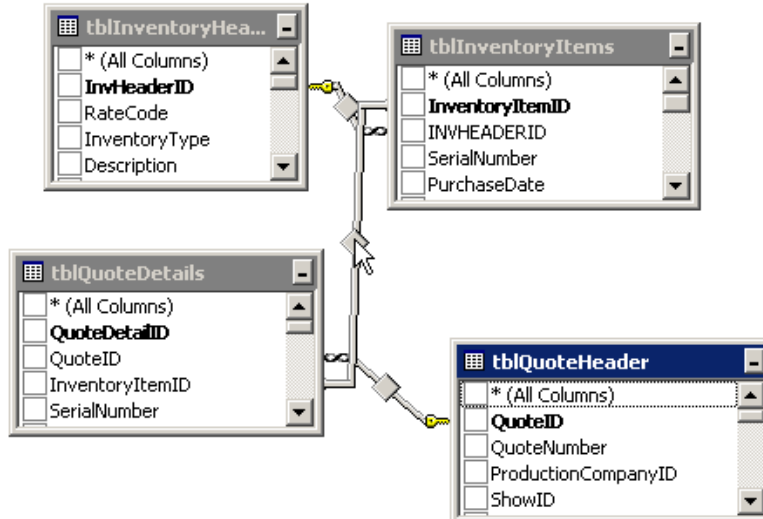 tblInventoryHea...
* (All Columns)
InvHeaderID
RateCode
InventoryType
Description
tblInventoryItems
* (All Columns)
InventoryItemID
INVHEADERID
SerialNumber
PurchaseDate
tblQuoteDetails
* (All Columns)
QuoteDetailID
QuoteID
InventoryItemID
SerialNumber
tblQuoteHeader
* (All Columns)
QuoteID
QuoteNumber
ProductionCompanyID
ShowID